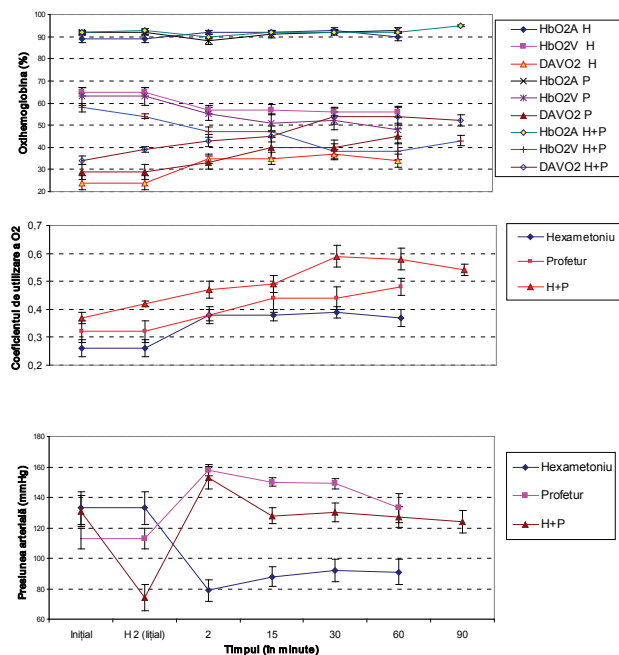 100
90
80
70
60
50
40
30
20
Oxihemoglobina (%)
HbO2A H
HbO2V H
DAVO2 H
HbO2A P
HbO2V P
DAVO2 P
HbO2A H+P
HbO2V H+P
DAVO2 H+P
0,7
0,6
0,5
0,4
0,3
0,2
Coeficientul de utilizare a O2
Hexametoniu
Profetur
H+P
180
160
140
120
100
80
60
Presiunea arterială (mmHg)
Hexametoniu
Profetur
H+P
Inițial H 2 (lițial) 2 15 30 60 90
Timpul (în minute)